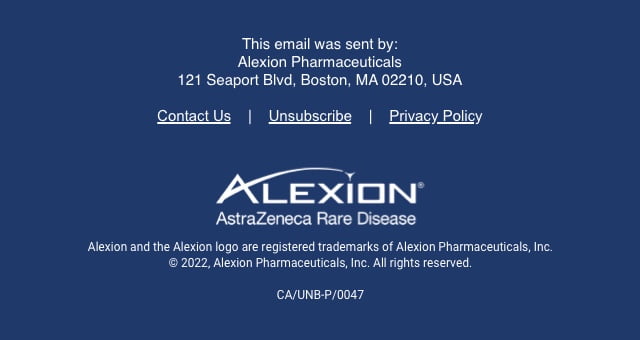 This email was sent by:
Alexion Pharmaceuticals
121 Seaport Blvd, Boston, MA 02210, USA
Contact Us | Unsubscribe | Privacy Policy
ALEXION®
AstraZeneca Rare Disease
Alexion and the Alexion logo are registered trademarks of Alexion Pharmaceuticals, Inc.
© 2022, Alexion Pharmaceuticals, Inc. All rights reserved.
CA/UNB-P/0047